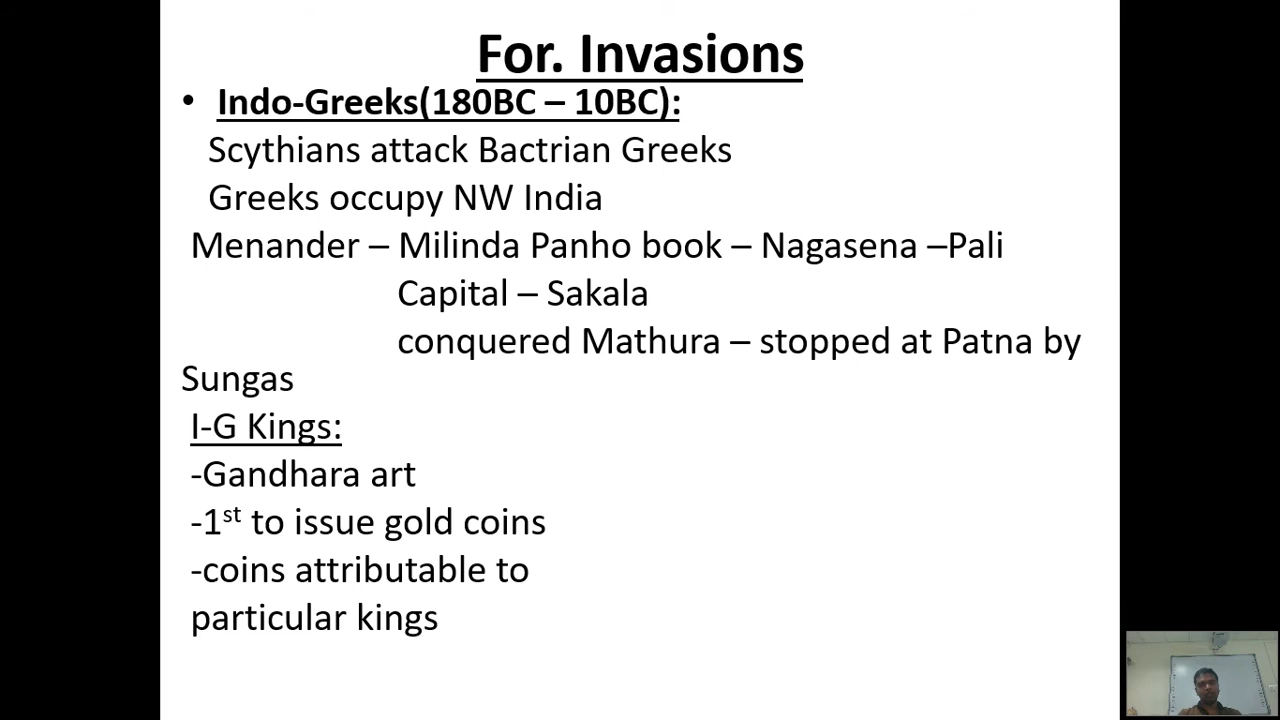 For. Invasions
• Indo-Greeks(180BC – 10BC):
Scythians attack Bactrian Greeks
Greeks occupy NW India
Menander – Milinda Panho book – Nagasena –Pali
Capital – Sakala
conquered Mathura – stopped at Patna by
Sungas
I-G Kings:
-Gandhara art
-1st to issue gold coins
-coins attributable to
particular kings